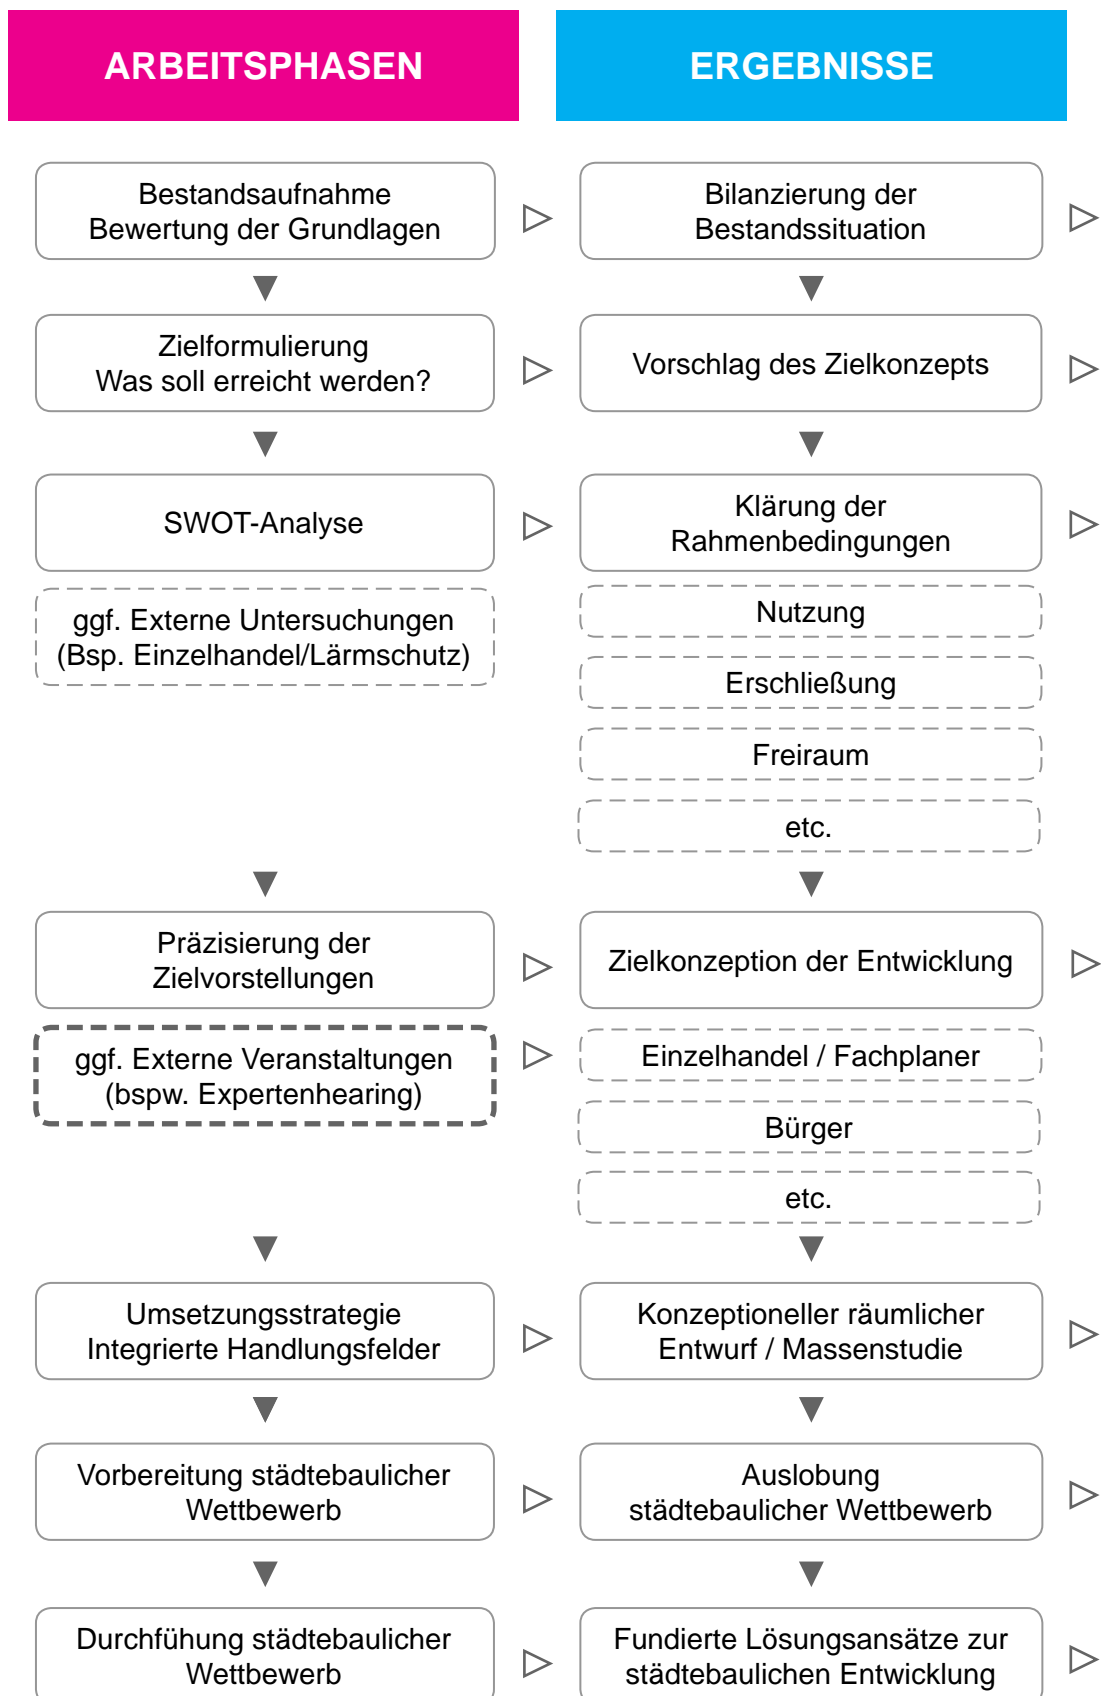 ARBEITSPHASEN
ERGEBNISSE
Bestandsaufnahme
Bewertung der Grundlagen
Bilanzierung der
Bestandssituation
Zielformulierung
Was soll erreicht werden?
Vorschlag des Zielkonzepts
SWOT-Analyse
Klärung der
Rahmenbedingungen
ggf. Externe Untersuchungen
(Bsp. Einzelhandel/Lärmschutz)
Nutzung
Erschließung
Freiraum
etc.
Präzisierung der
Zielvorstellungen
Zielkonzeption der Entwicklung
ggf. Externe Veranstaltungen
(bspw. Expertenhearing)
Einzelhandel / Fachplaner
Bürger
etc.
Umsetzungsstrategie
Integrierte Handlungsfelder
Konzeptioneller räumlicher
Entwurf / Massenstudie
Vorbereitung städtebaulicher
Wettbewerb
Auslobung
städtebaulicher Wettbewerb
Durchfühung städtebaulicher
Wettbewerb
Fundierte Lösungsansätze zur
städtebaulichen Entwicklung